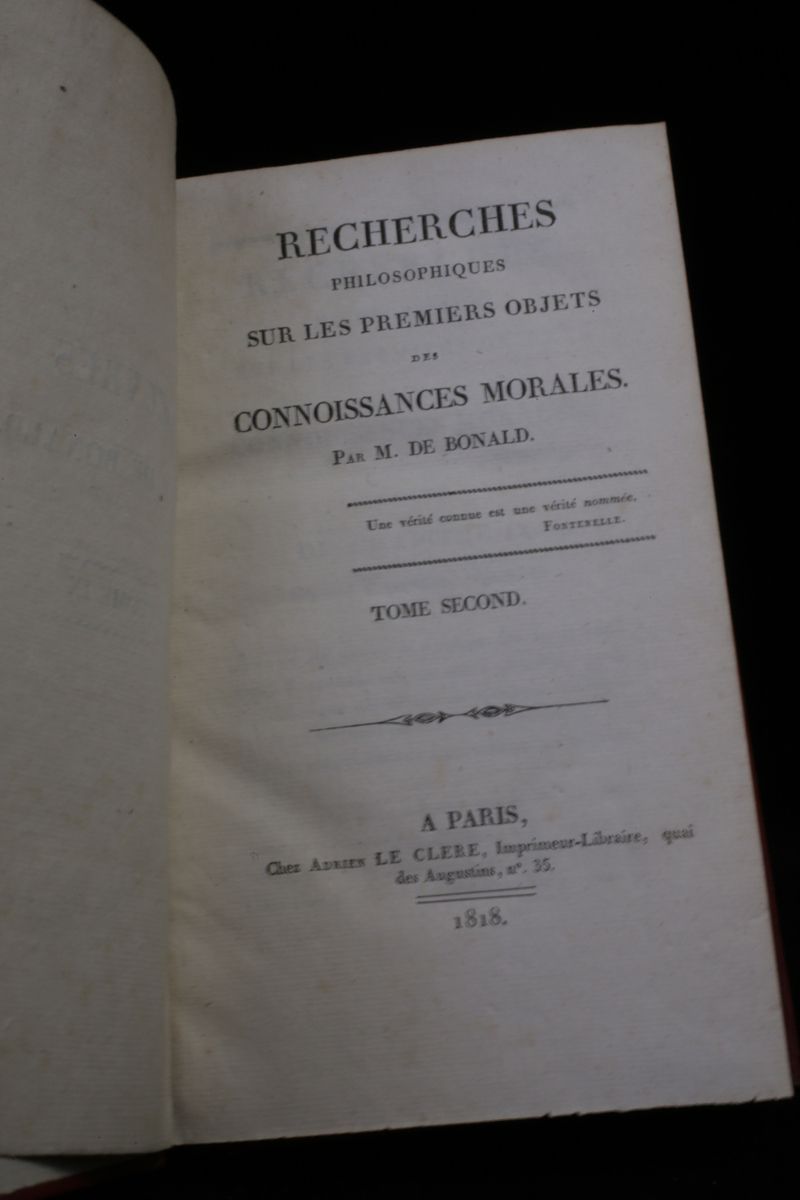 RECHERCHES
PHILOSOPHIQUES
SUR LES PREMIERS OBJETS
DES
CONNOISSANCES MORALES.
PAR M. DE BONALD.
Une vérité connue est une vérité nommée.
FONTENELLE.
TOME SECOND.
A PARIS,
Chez ADRIEN LE CLERE, Imprimeur-Libraire, quai
des Augustins, nº. 35.
1818.